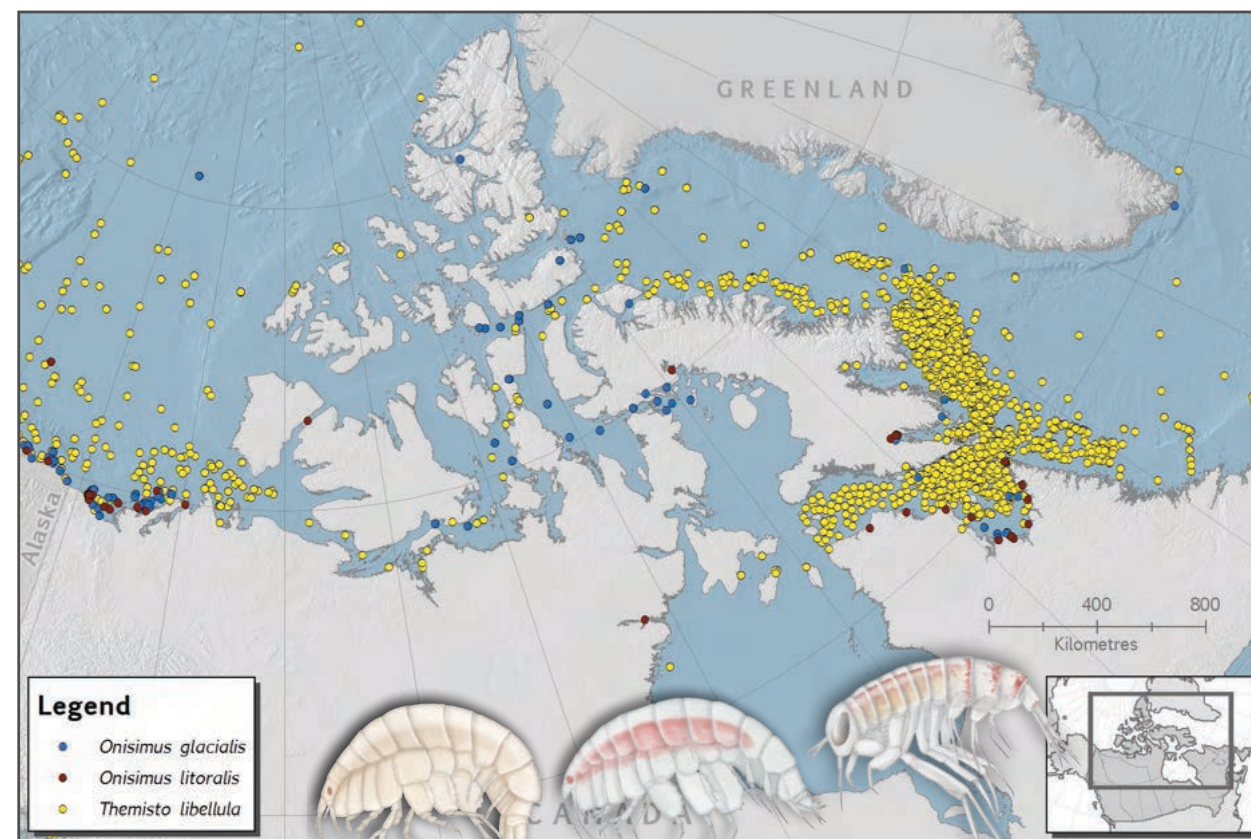 GREENLAND
Alaska
0 400 800
Kilometres
Legend
Onisimus glacialis
Onisimus litoralis
Themisto libellula
CANADA